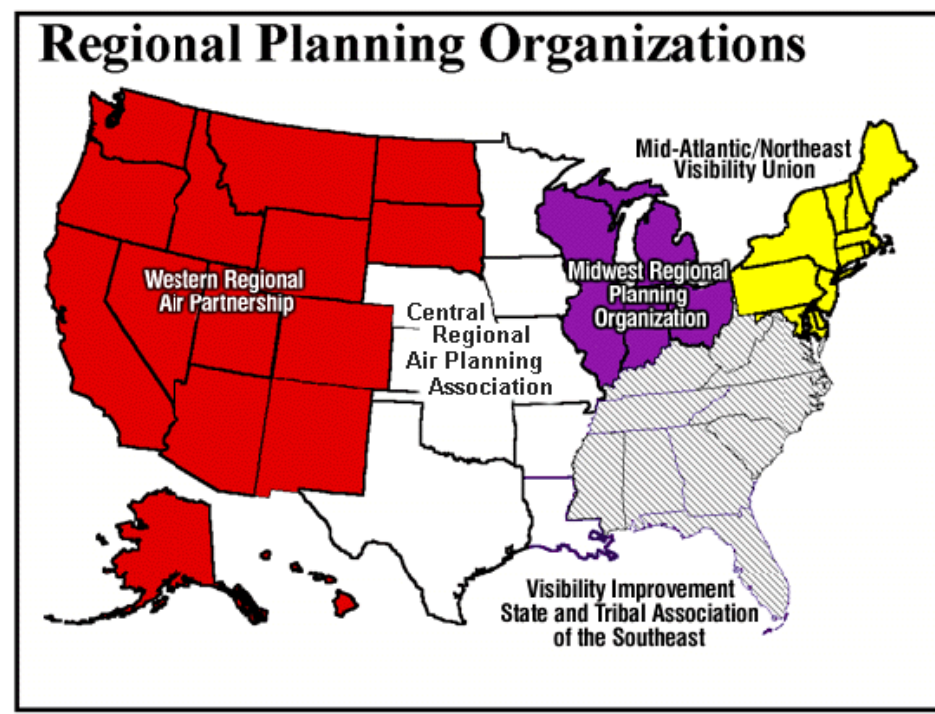 Regional Planning Organizations
Mid-Atlantic/Northeast
Visibility Union
Western Regional
Air Partnership
Midwest Regional
Planning
Organization
Central
Regional
Air Planning
Association
Visibility Improvement
State and Tribal Association
of the Southeast